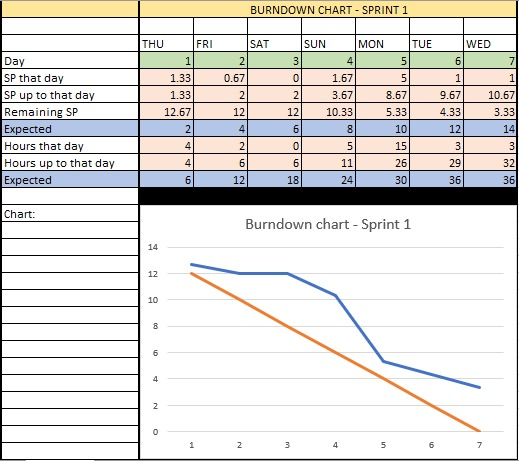 BURNDOWN CHART - SPRINT 1
THU FRI SAT SUN MON TUE WED
Day 1 2 3 4 5 6 7
SP that day 1.33 0.67 0 1.67 5 1 1
SP up to that day 1.33 2 2 3.67 8.67 9.67 10.67
Remaining SP 12.67 12 12 10.33 5.33 4.33 3.33
Expected 2 4 6 8 10 12 14
Hours that day 4 2 0 5 15 3 3
Hours up to that day 4 6 6 11 26 29 32
Expected 6 12 18 24 30 36 36
Chart:
Burndown chart - Sprint 1
14
12
10
8
6
4
2
0
1 2 3 4 5 6 7